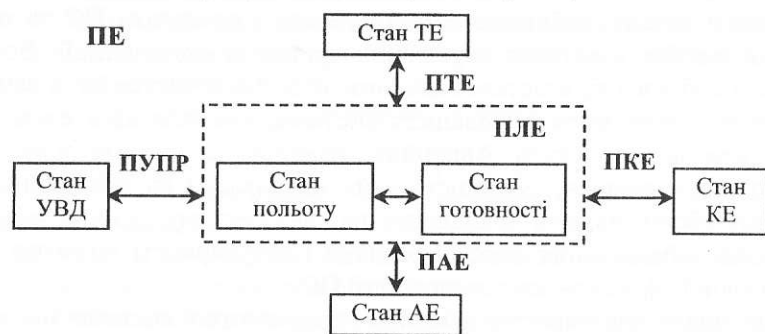 ПЕ
Стан ТЕ
ПТЕ
ПЛЕ
ПУПР
ПКЕ
Стан
УВД
Стан
польоту
Стан
готовності
Стан
КЕ
ПАЕ
Стан АЕ